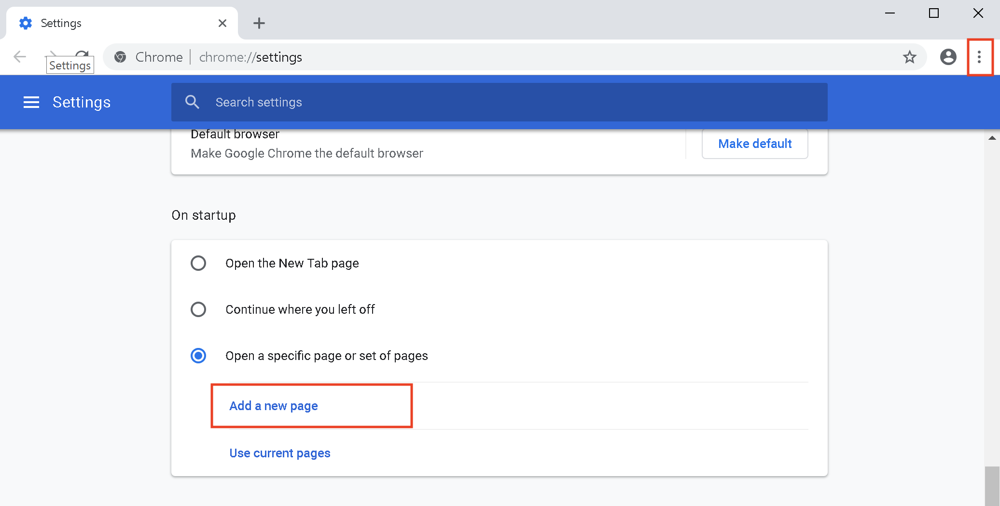 Settings
Chrome | chrome://settings
Settings
Settings
Search settings
Default browser
Make Google Chrome the default browser
Make default
On startup
Open the New Tab page
Continue where you left off
Open a specific page or set of pages
Add a new page
Use current pages